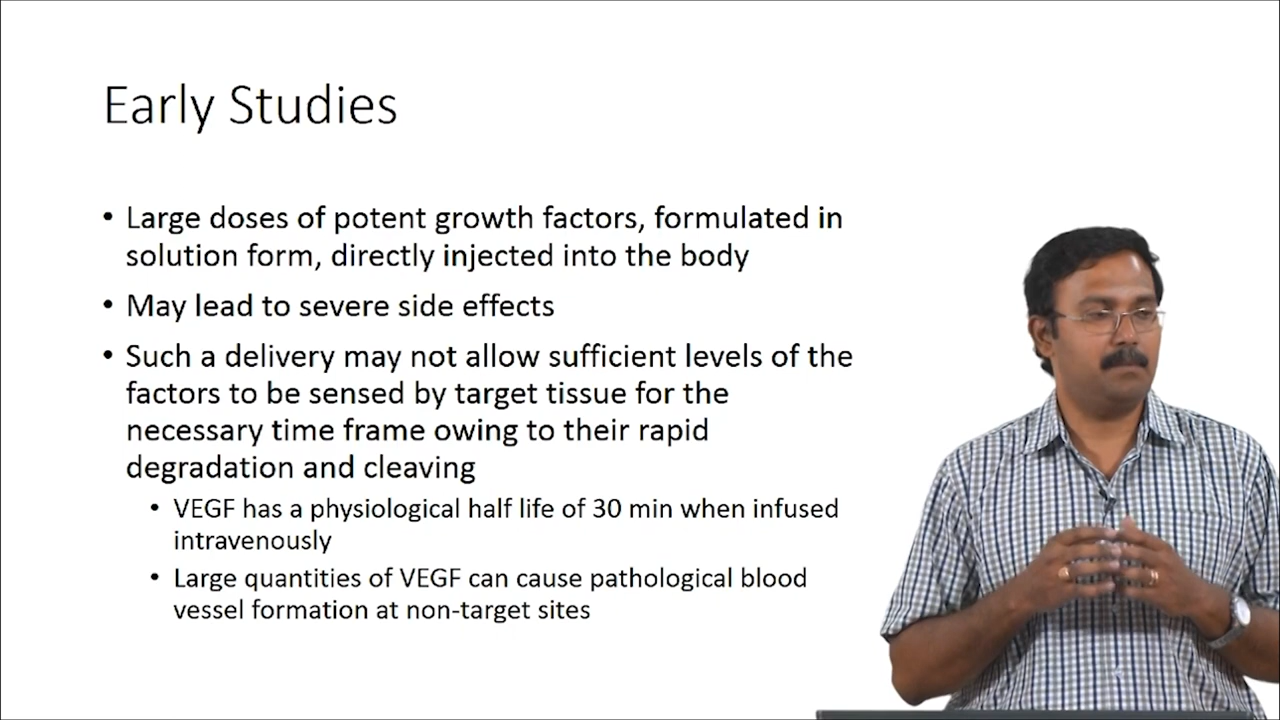 Early Studies
• Large doses of potent growth factors, formulated in
solution form, directly injected into the body
• May lead to severe side effects
• Such a delivery may not allow sufficient levels of the
factors to be sensed by target tissue for the
necessary time frame owing to their rapid
degradation and cleaving
• VEGF has a physiological half life of 30 min when infused
intravenously
• Large quantities of VEGF can cause pathological blood
vessel formation at non-target sites